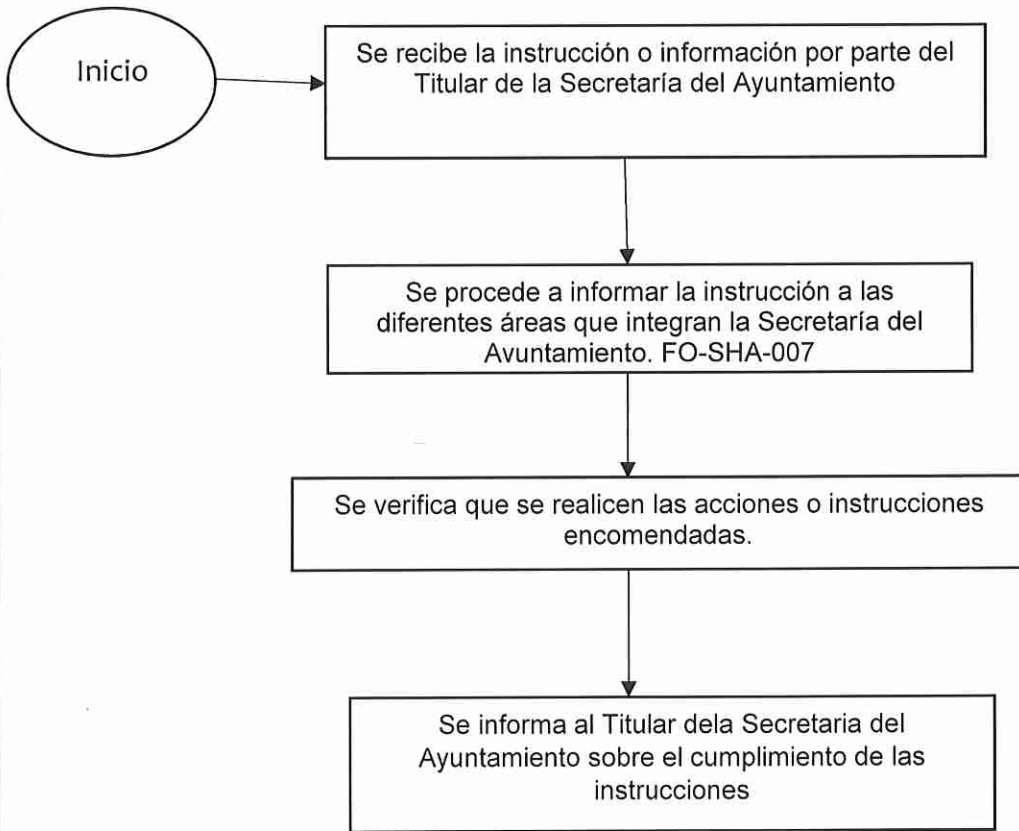 Inicio
Se recibe la instrucción o información por parte del
Titular de la Secretaría del Ayuntamiento
Se procede a informar la instrucción a las
diferentes áreas que integran la Secretaría del
Avuntamiento. FO-SHA-007
Se verifica que se realicen las acciones o instrucciones
encomendadas.
Se informa al Titular dela Secretaria del
Ayuntamiento sobre el cumplimiento de las
instrucciones